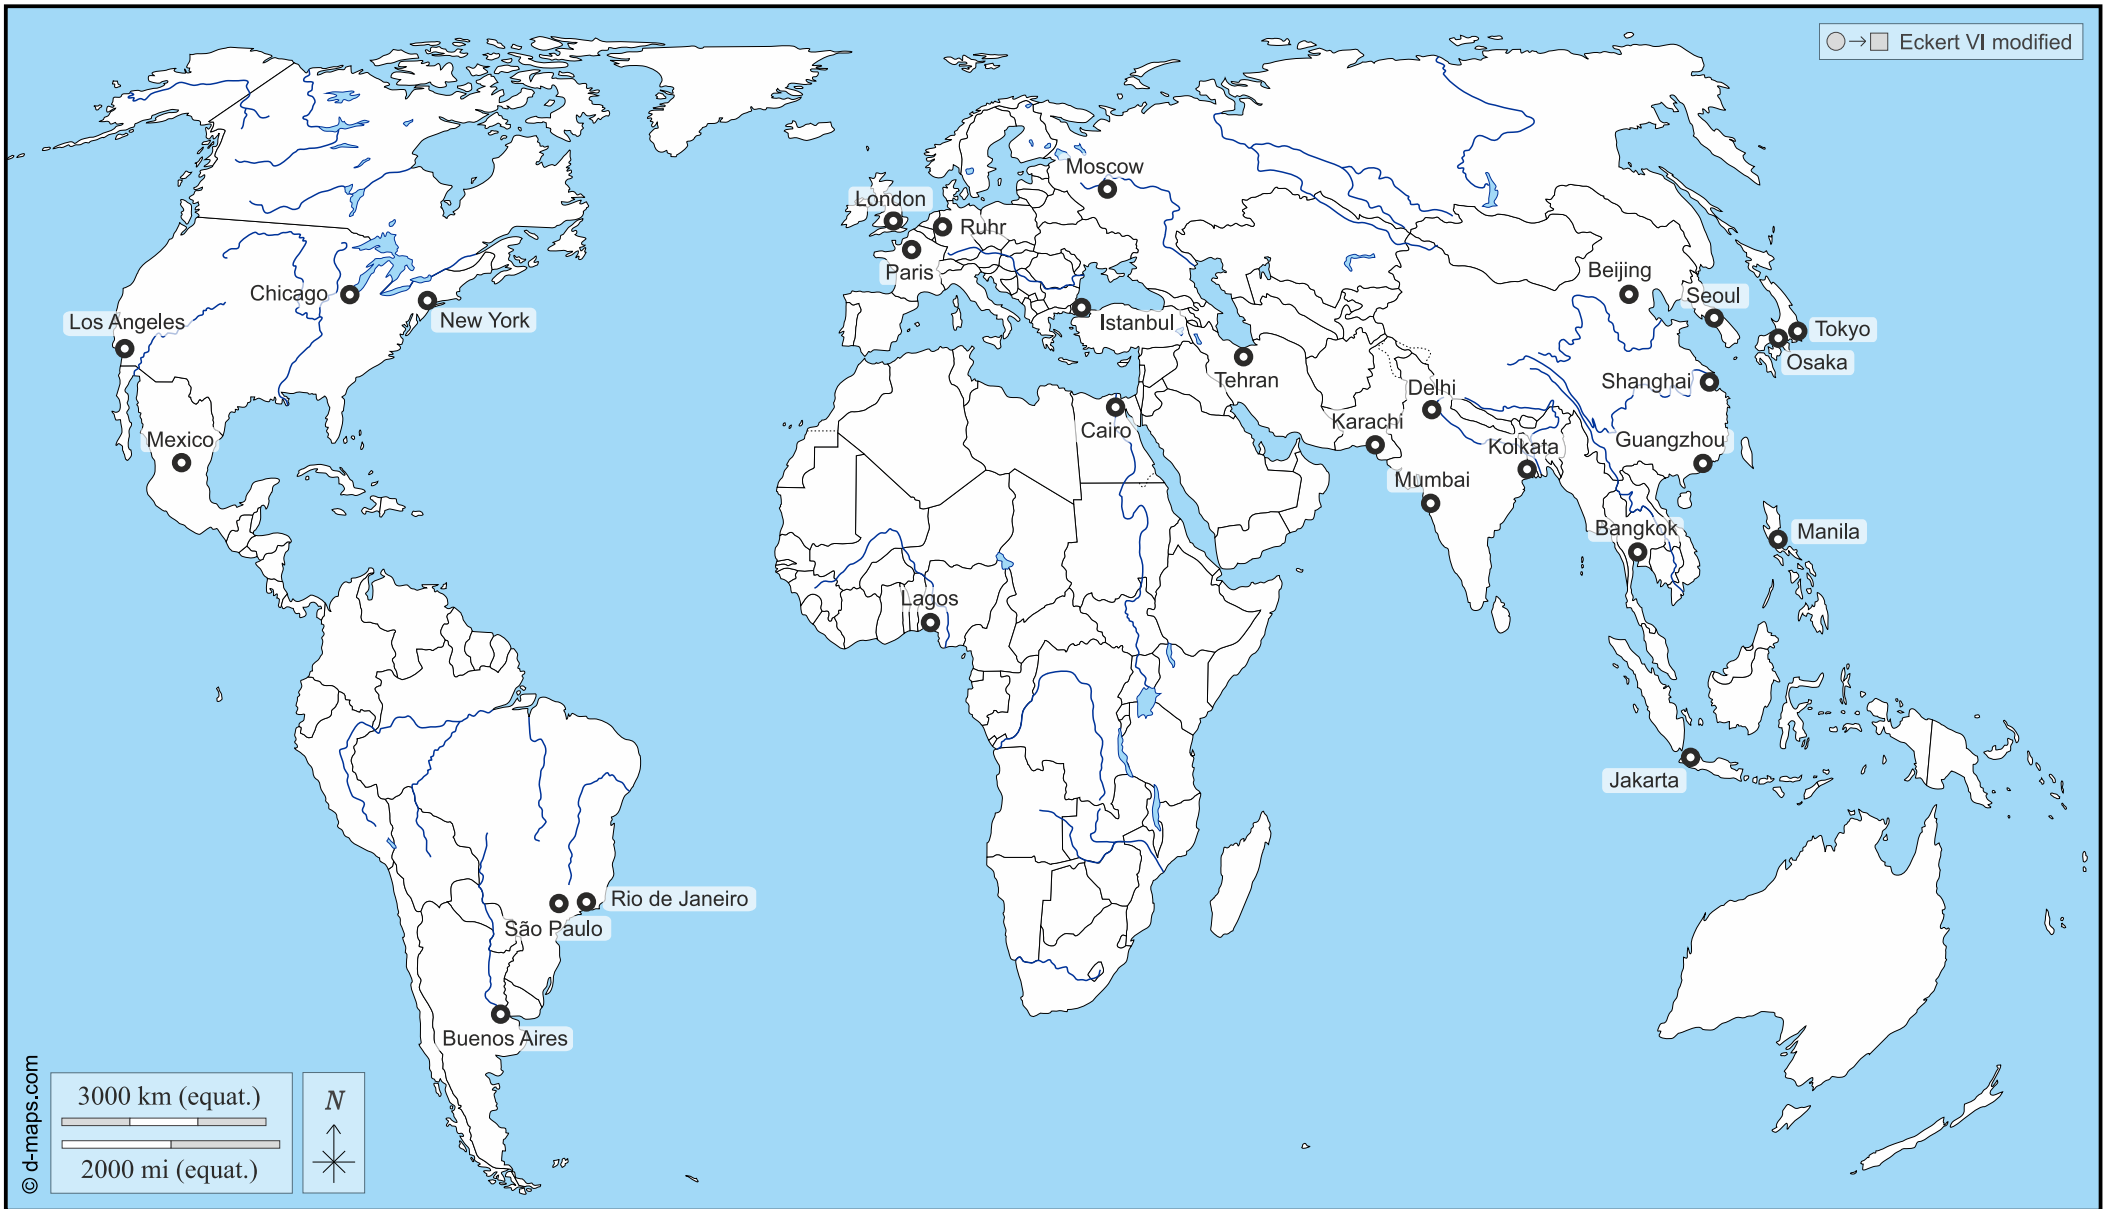 Eckert VI modified
Moscow
London
Ruhr
Paris
Beijing
Chicago
Seoul
New York
Los Angeles
Istanbul
Tokyo
Osaka
Tehran
Shanghai
Delhi
Karachi
Cairo
Mexico
Guangzhou
Kolkata
Mumbai
Bangkok
Manila
Lagos
Jakarta
Rio de Janeiro
São Paulo
Buenos Aires
3000 km (equat.)
2000 mi (equat.)
N
© d-maps.com